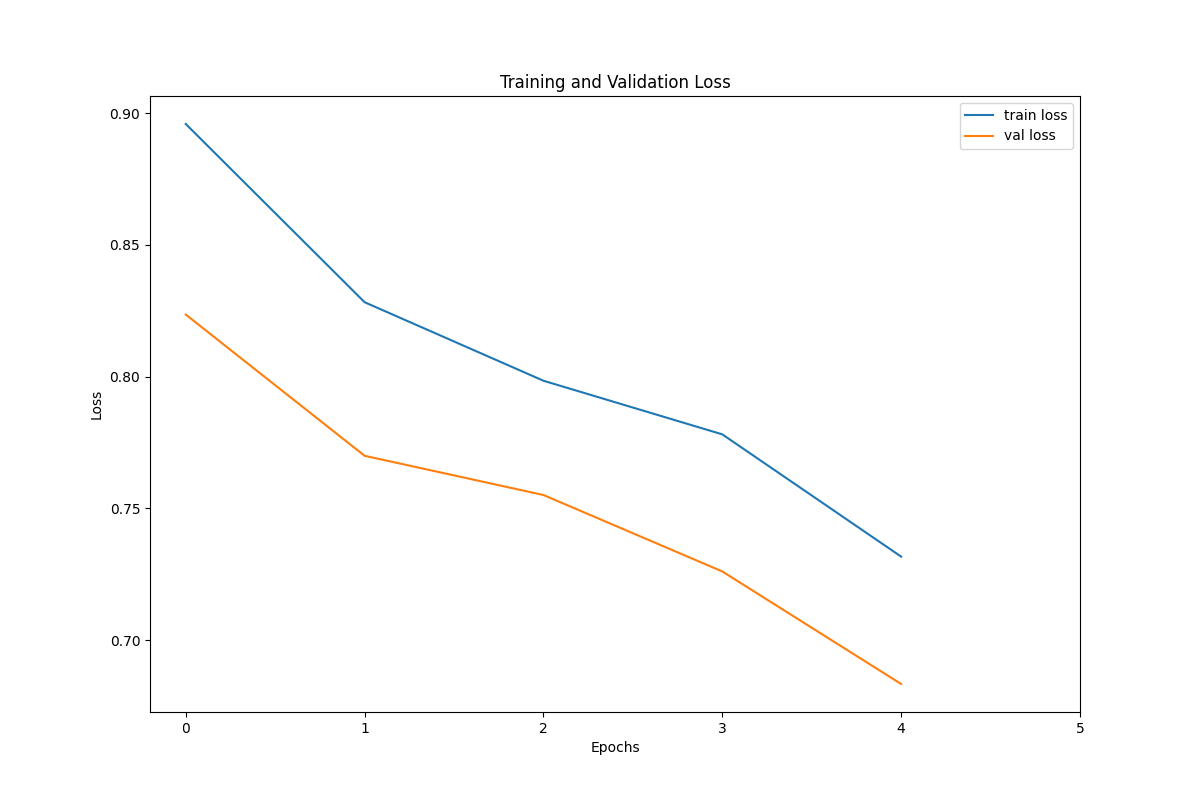 Training and Validation Loss
train loss
val loss
0.90
0.85
0.80
0.75
0.70
Loss
0 1 2 3 4 5
Epochs